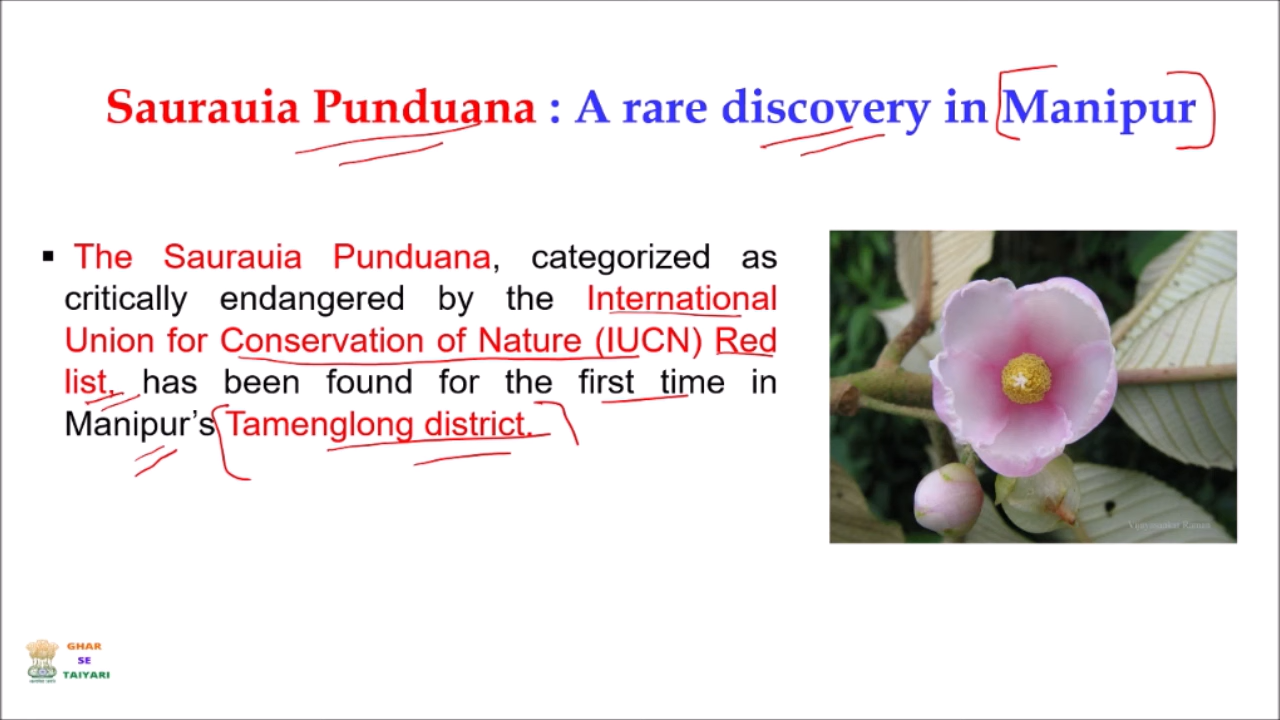 Saurauia Punduana : A rare discovery in Manipur
▪ The Saurauia Punduana, categorized as
critically endangered by the International
Union for Conservation of Nature (IUCN) Red
list, has been found for the first time in
Manipur’s Tamenglong district.
GHAR
SE
TAIYARI